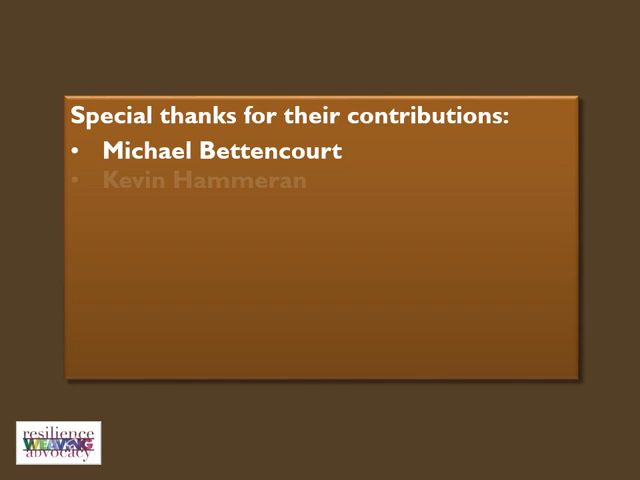 Special thanks for their contributions:
• Michael Bettencourt
• Kevin Hammeran
resilience
WEAVING
advocacy